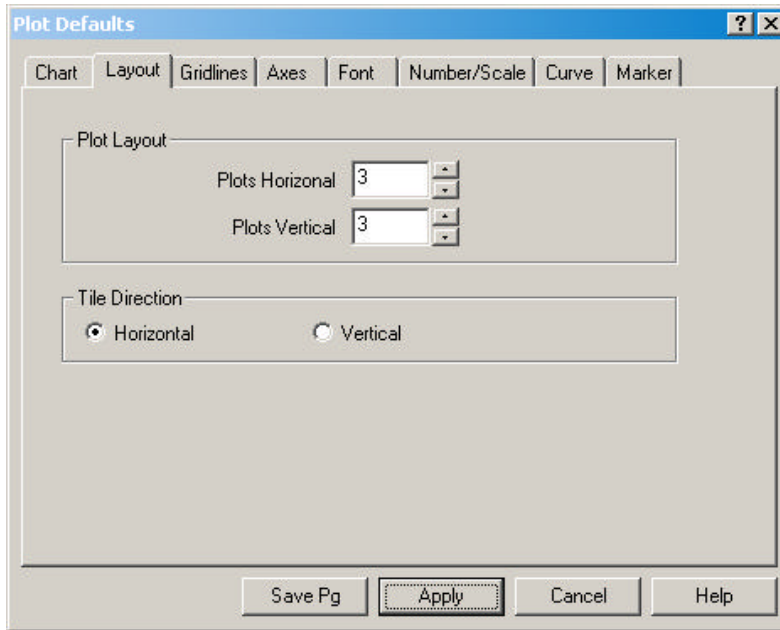 Plot Defaults
Chart Layout Gridlines Axes Font Number/Scale Curve Marker
Plot Layout
Plots Horizonal 3
Plots Vertical 3
Tile Direction
Horizontal Vertical
Save Pg Apply Cancel Help